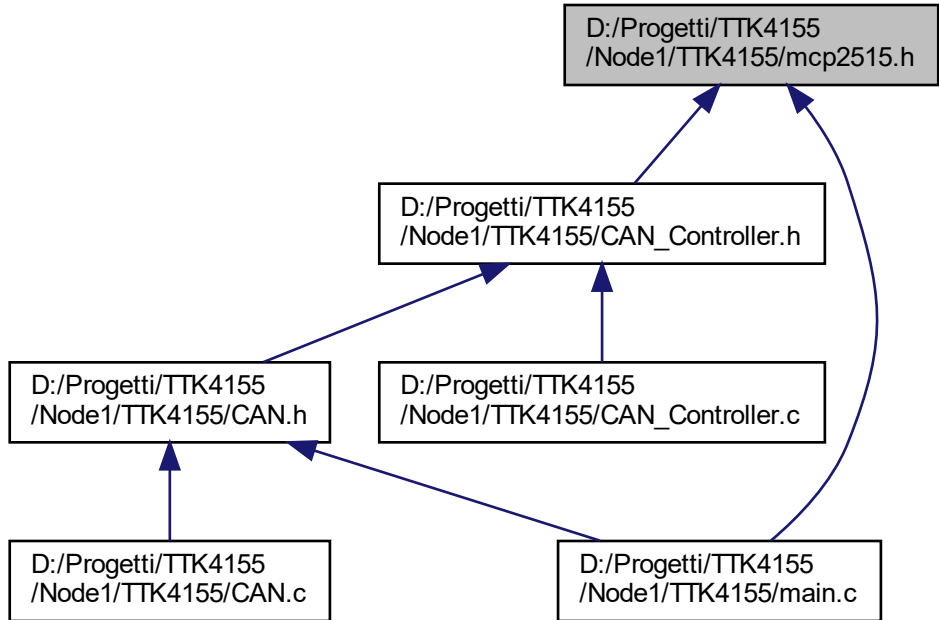 D:/Progetti/TTK4155
/Node1/TTK4155/mcp2515.h
D:/Progetti/TTK4155
/Node1/TTK4155/CAN_Controller.h
D:/Progetti/TTK4155
/Node1/TTK4155/CAN.h
D:/Progetti/TTK4155
/Node1/TTK4155/CAN_Controller.c
D:/Progetti/TTK4155
/Node1/TTK4155/CAN.c
D:/Progetti/TTK4155
/Node1/TTK4155/main.c